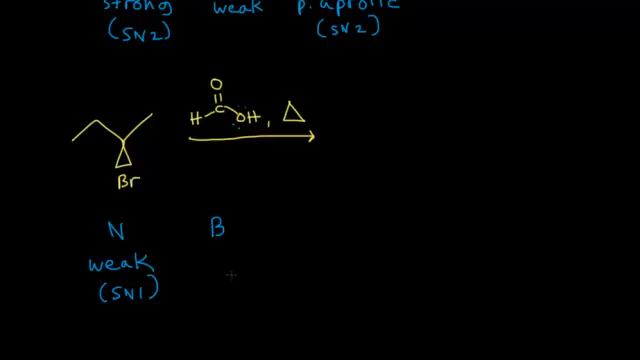 strong weak p. aprotic
(SN2) (SN2)
O
||
H C OH , △
Br
N B
weak
(SN1)